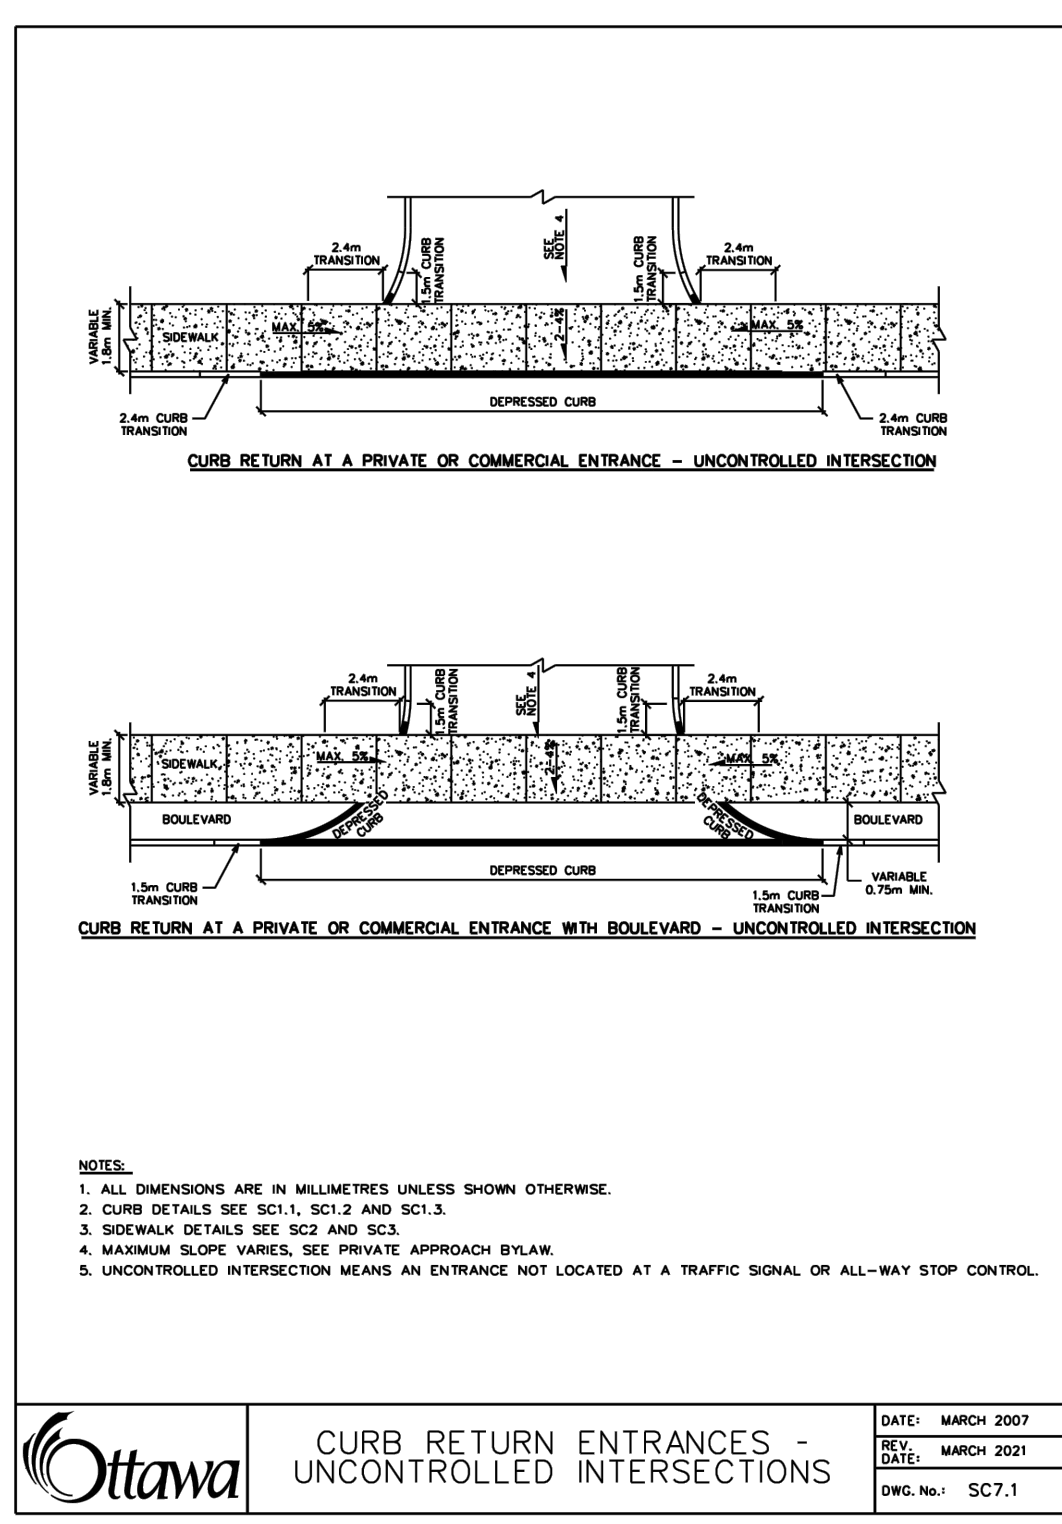 2.4m
TRANSITION
1.5m CURB
TRANSITION
SEE
NOTE 4
1.5m CURB
TRANSITION
2.4m
TRANSITION
VARIABLE
1.8m MIN.
SIDEWALK
MAX. 5%
2-4%
MAX. 5%
DEPRESSED CURB
2.4m CURB
TRANSITION
2.4m CURB
TRANSITION
CURB RETURN AT A PRIVATE OR COMMERCIAL ENTRANCE - UNCONTROLLED INTERSECTION
2.4m
TRANSITION
1.5m CURB
TRANSITION
SEE
NOTE 4
1.5m CURB
TRANSITION
2.4m
TRANSITION
VARIABLE
1.8m MIN.
SIDEWALK
MAX. 5%
2-4%
MAX. 5%
BOULEVARD
DEPRESSED
CURB
DEPRESSED
CURB
BOULEVARD
DEPRESSED CURB
1.5m CURB
TRANSITION
1.5m CURB
TRANSITION
VARIABLE
0.75m MIN.
CURB RETURN AT A PRIVATE OR COMMERCIAL ENTRANCE WITH BOULEVARD - UNCONTROLLED INTERSECTION
NOTES:
1. ALL DIMENSIONS ARE IN MILLIMETRES UNLESS SHOWN OTHERWISE.
2. CURB DETAILS SEE SC1.1, SC1.2 AND SC1.3.
3. SIDEWALK DETAILS SEE SC2 AND SC3.
4. MAXIMUM SLOPE VARIES, SEE PRIVATE APPROACH BYLAW.
5. UNCONTROLLED INTERSECTION MEANS AN ENTRANCE NOT LOCATED AT A TRAFFIC SIGNAL OR ALL-WAY STOP CONTROL.
Ottawa
CURB RETURN ENTRANCES -
UNCONTROLLED INTERSECTIONS
DATE: MARCH 2007
REV. DATE: MARCH 2021
DWG. No.: SC7.1